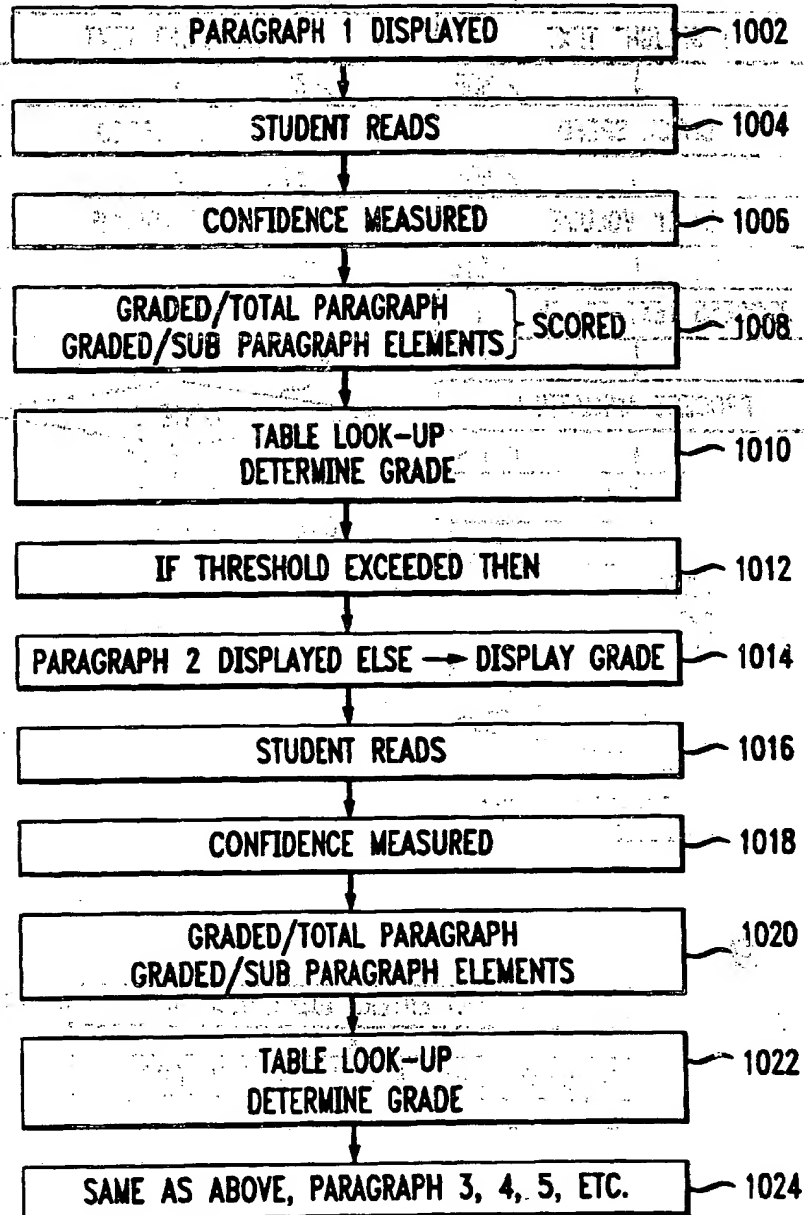 PARAGRAPH 1 DISPLAYED 1002
STUDENT READS 1004
CONFIDENCE MEASURED 1006
GRADED/TOTAL PARAGRAPH
GRADED/SUB PARAGRAPH ELEMENTS } SCORED 1008
TABLE LOOK-UP
DETERMINE GRADE 1010
IF THRESHOLD EXCEEDED THEN 1012
PARAGRAPH 2 DISPLAYED ELSE → DISPLAY GRADE 1014
STUDENT READS 1016
CONFIDENCE MEASURED 1018
GRADED/TOTAL PARAGRAPH
GRADED/SUB PARAGRAPH ELEMENTS 1020
TABLE LOOK-UP
DETERMINE GRADE 1022
SAME AS ABOVE, PARAGRAPH 3, 4, 5, ETC. 1024